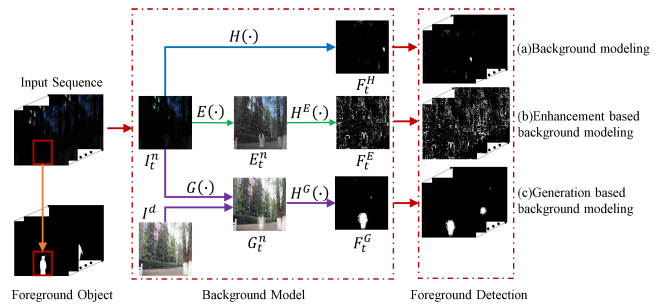 Input Sequence
Foreground Object
H(·)
F_t^H
I_t^n
E(·)
E_t^n
H^E(·)
F_t^E
G(·)
I^d
G_t^n
H^G(·)
F_t^G
Background Model
(a)Background modeling
(b)Enhancement based
background modeling
(c)Generation based
background modeling
Foreground Detection